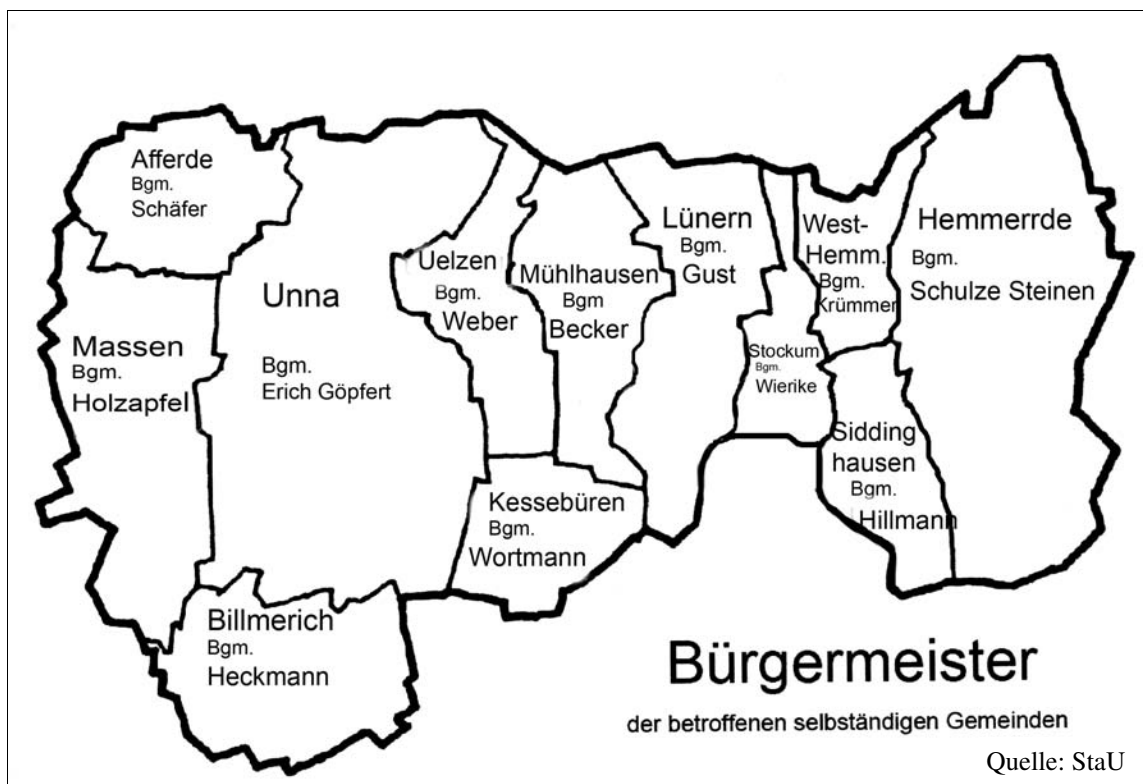 Afferde
Bgm.
Schäfer
Massen
Bgm.
Holzapfel
Unna
Bgm.
Erich Göpfert
Billmerich
Bgm.
Heckmann
Uelzen
Bgm.
Weber
Mühlhausen
Bgm
Becker
Kessebüren
Bgm.
Wortmann
Lünern
Bgm.
Gust
Stockum
Bgm.
Wierike
West-
Hemm.
Bgm.
Krümmer
Sidding
hausen
Bgm.
Hillmann
Hemmerrde
Bgm.
Schulze Steinen
Bürgermeister
der betroffenen selbständigen Gemeinden
Quelle: StaU